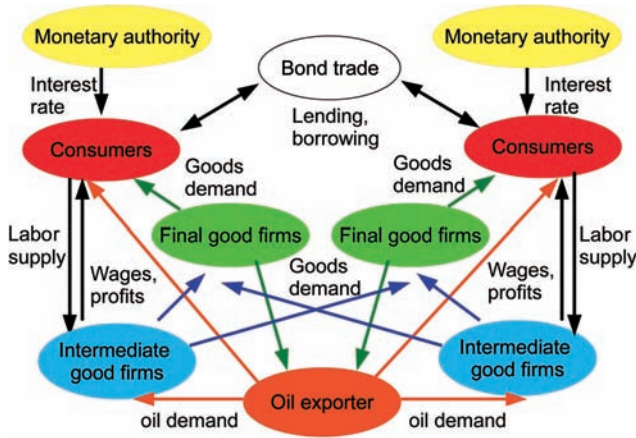 Monetary authority
Monetary authority
Bond trade
Interest
rate
Interest
rate
Lending,
borrowing
Consumers
Consumers
Goods
demand
Goods
demand
Labor
supply
Final good firms
Final good firms
Labor
supply
Wages,
profits
Goods
demand
Wages,
profits
Intermediate
good firms
Intermediate
good firms
Oil exporter
oil demand
oil demand